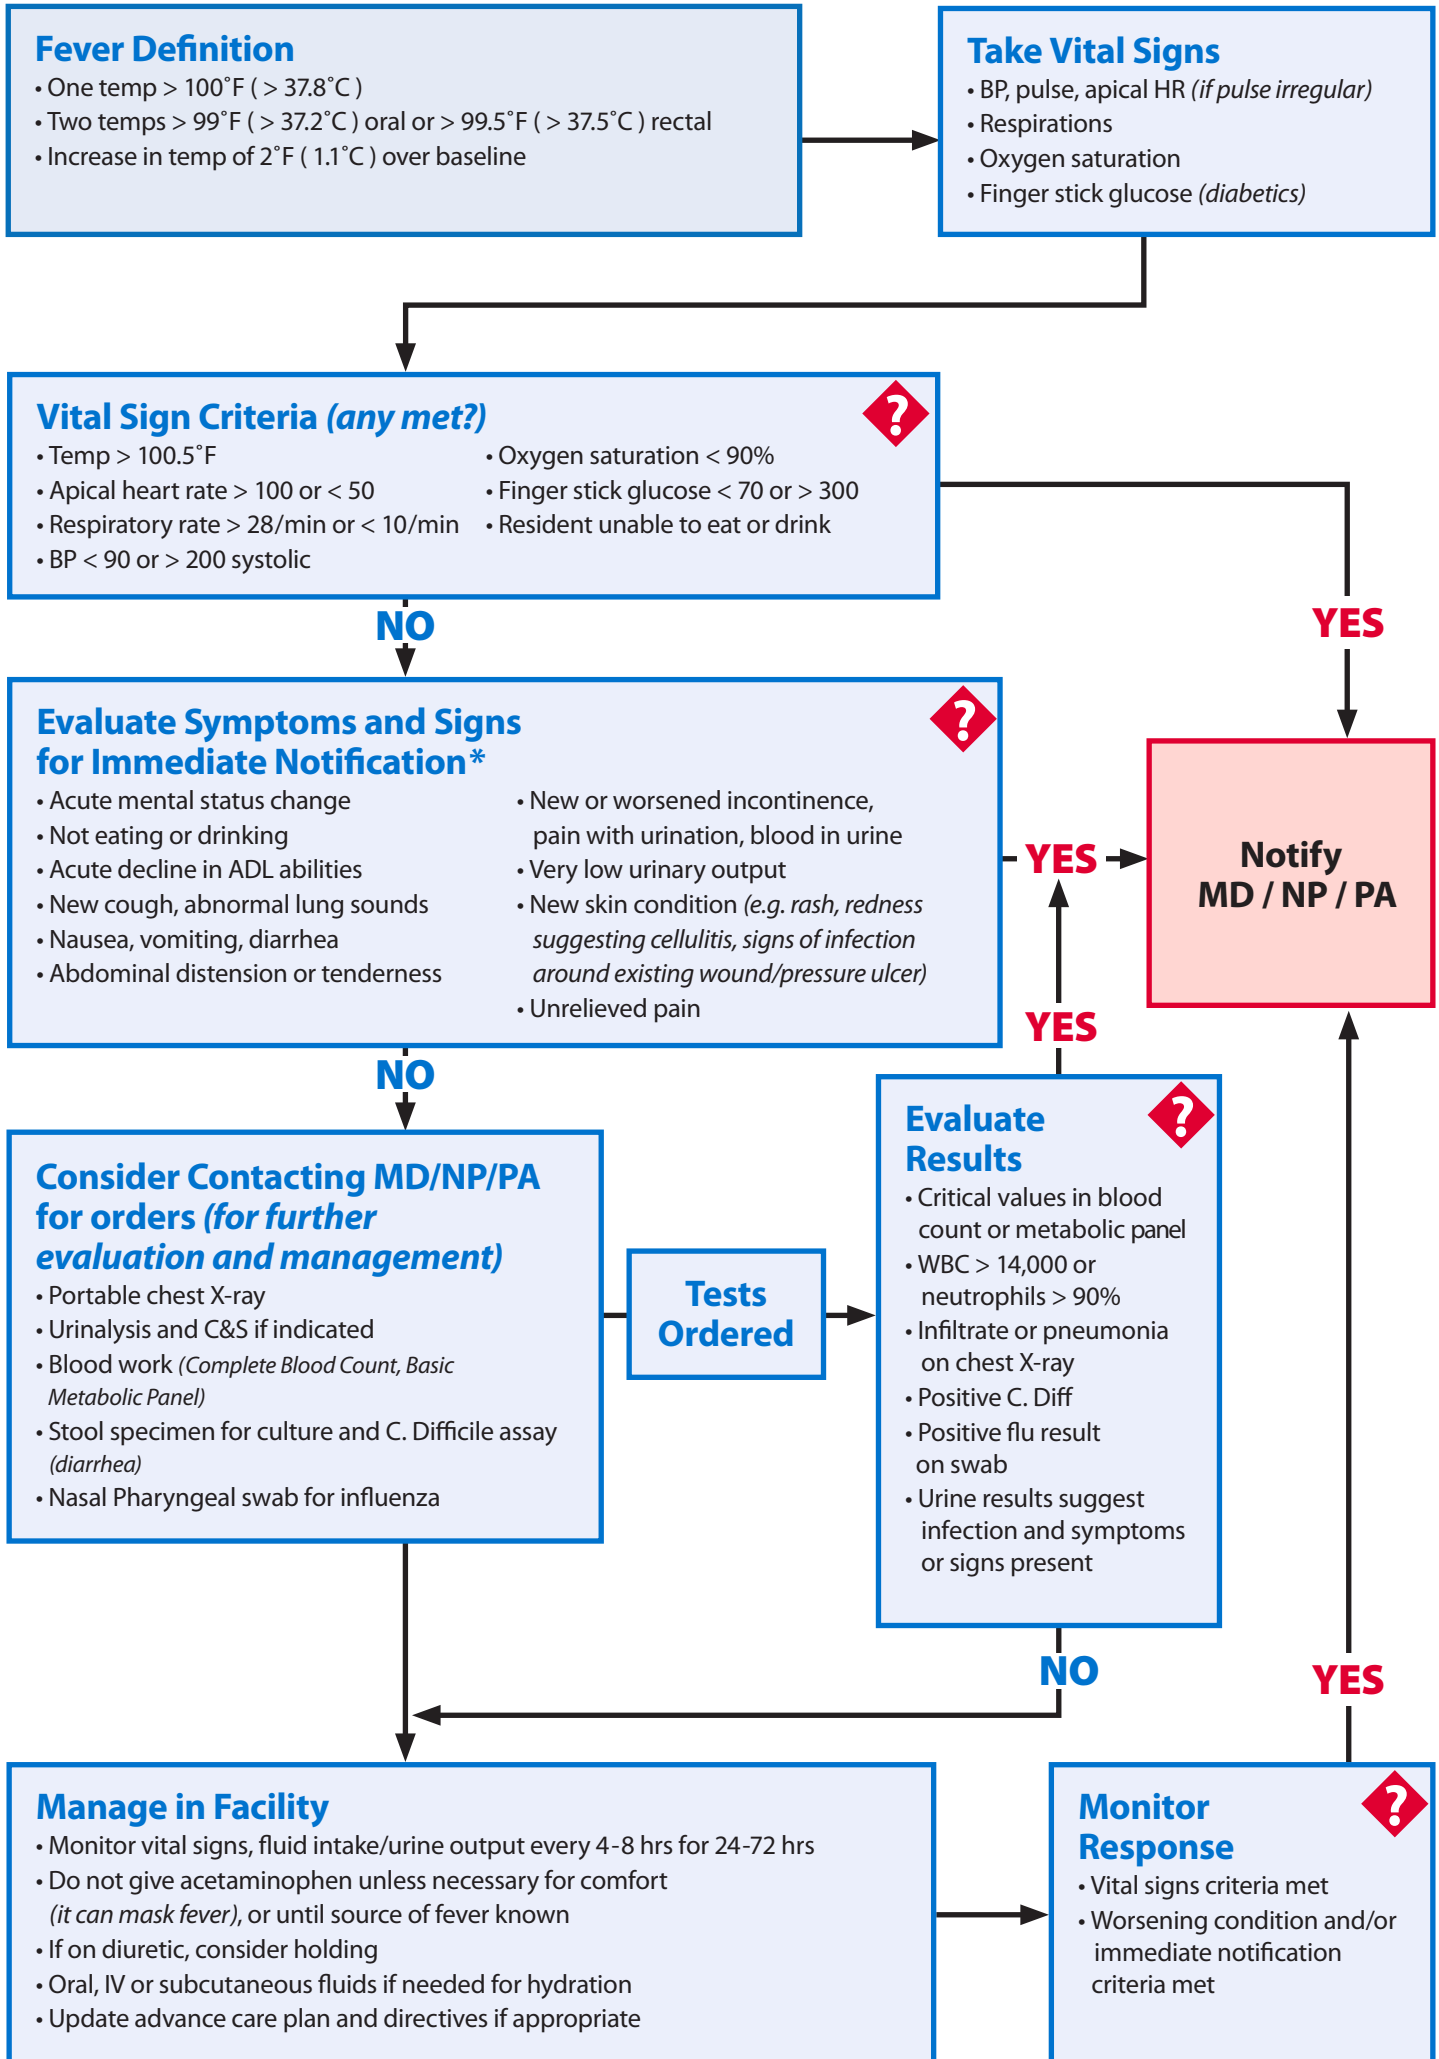 Fever Definition
• One temp > 100˚F ( > 37.8˚C )
• Two temps > 99˚F ( > 37.2˚C ) oral or > 99.5˚F ( > 37.5˚C ) rectal
• Increase in temp of 2˚F ( 1.1˚C ) over baseline
Take Vital Signs
• BP, pulse, apical HR (if pulse irregular)
• Respirations
• Oxygen saturation
• Finger stick glucose (diabetics)
Vital Sign Criteria (any met?)
?
• Temp > 100.5˚F
• Apical heart rate > 100 or < 50
• Respiratory rate > 28/min or < 10/min
• BP < 90 or > 200 systolic
• Oxygen saturation < 90%
• Finger stick glucose < 70 or > 300
• Resident unable to eat or drink
NO
YES
Evaluate Symptoms and Signs
for Immediate Notification*
?
• Acute mental status change
• Not eating or drinking
• Acute decline in ADL abilities
• New cough, abnormal lung sounds
• Nausea, vomiting, diarrhea
• Abdominal distension or tenderness
• New or worsened incontinence,
pain with urination, blood in urine
• Very low urinary output
• New skin condition (e.g. rash, redness
suggesting cellulitis, signs of infection
around existing wound/pressure ulcer)
• Unrelieved pain
YES
Notify
MD / NP / PA
YES
NO
Consider Contacting MD/NP/PA
for orders (for further
evaluation and management)
• Portable chest X-ray
• Urinalysis and C&S if indicated
• Blood work (Complete Blood Count, Basic
Metabolic Panel)
• Stool specimen for culture and C. Difficile assay
(diarrhea)
• Nasal Pharyngeal swab for influenza
Tests
Ordered
Evaluate
Results
?
• Critical values in blood
count or metabolic panel
• WBC > 14,000 or
neutrophils > 90%
• Infiltrate or pneumonia
on chest X-ray
• Positive C. Diff
• Positive flu result
on swab
• Urine results suggest
infection and symptoms
or signs present
NO
YES
Manage in Facility
• Monitor vital signs, fluid intake/urine output every 4-8 hrs for 24-72 hrs
• Do not give acetaminophen unless necessary for comfort
(it can mask fever), or until source of fever known
• If on diuretic, consider holding
• Oral, IV or subcutaneous fluids if needed for hydration
• Update advance care plan and directives if appropriate
Monitor
Response
?
• Vital signs criteria met
• Worsening condition and/or
immediate notification
criteria met